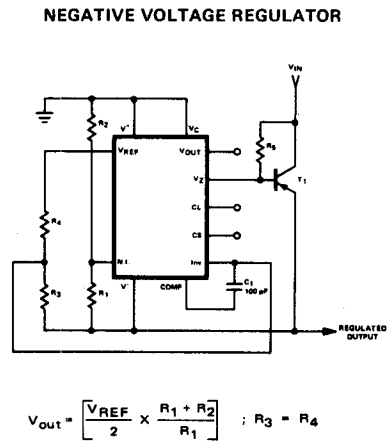 NEGATIVE VOLTAGE REGULATOR
VIN
R2
V+
VC
VREF
VOUT
R5
VZ
T1
R4
CL
CS
N.I.
Inv
R3
R1
V-
COMP
C1
100 pF
REGULATED
OUTPUT
Vout = [VREF/2 × (R1 + R2)/R1] ; R3 = R4